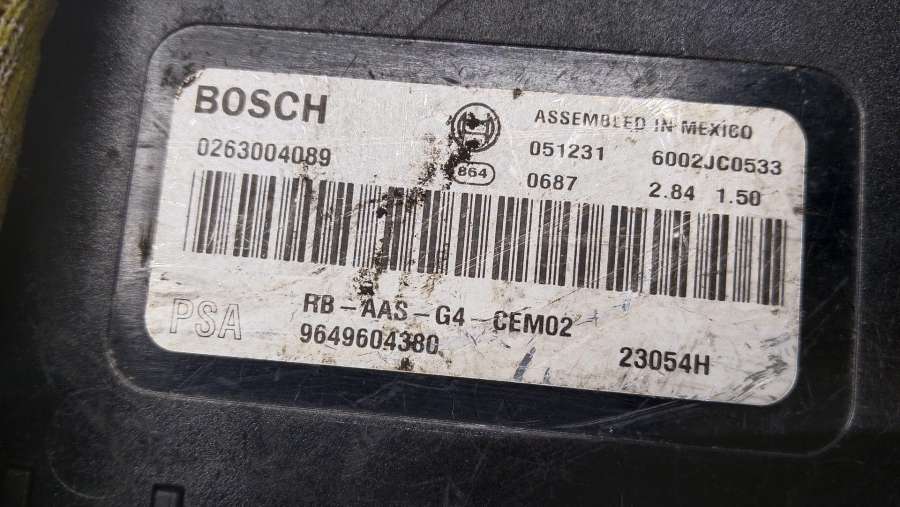 BOSCH
ASSEMBLED IN MEXICO
0263004089
864
051231 6002JC0533
0687 2.84 1.50
PSA
RB-AAS-G4-CEM02
9649604380
23054H